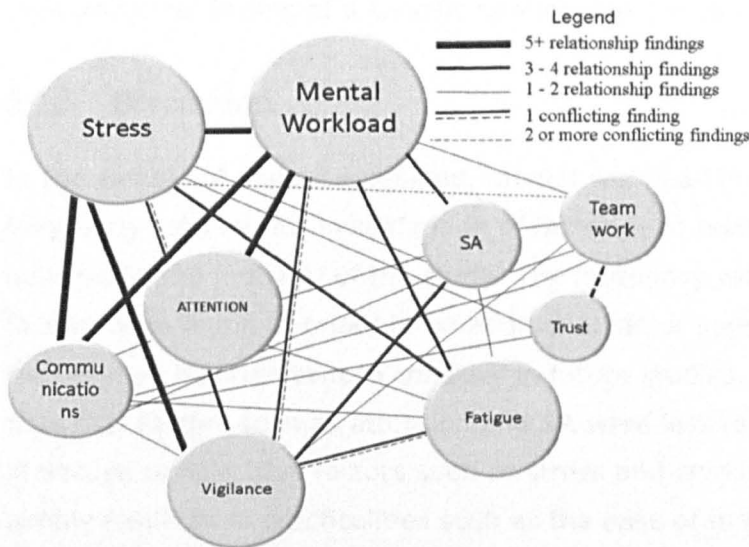 Legend
5+ relationship findings
3 - 4 relationship findings
1 - 2 relationship findings
1 conflicting finding
2 or more conflicting findings
Stress
Mental
Workload
Team
work
SA
ATTENTION
Trust
Commu
nicatio
ns
Fatigue
Vigilance